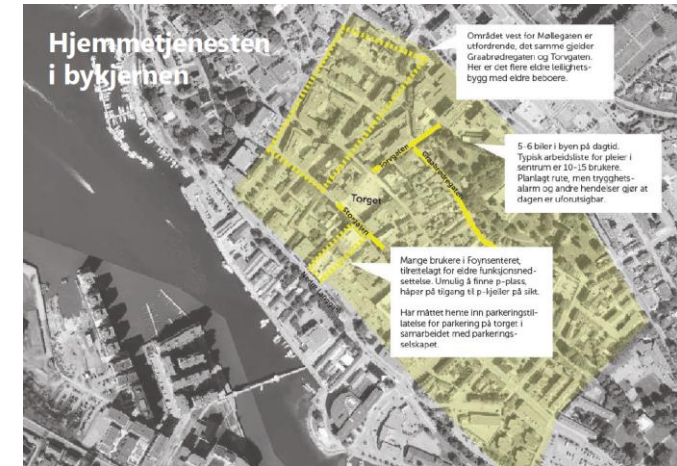 Hjemmetjenesten
i bykjernen
Området vest for Møllegaten er
utfordrende, det samme gjelder
Graabrødregaten og Torvgaten.
Her er det flere eldre leilighets-
bygg med eldre beboere.
5-6 biler i byen på dagtid.
Typisk arbeidsliste for pleier i
sentrum er 10-15 brukere.
Planlagt rute, men trygghets-
alarm og andre hendelser gjør at
dagen er uforutsigbar.
Torvgaten
Graabrødregaten
Torget
Storgaten
Mange brukere i Foynsenteret,
tilrettelagt for eldre funksjonsned-
settelse. Umulig å finne p-plass,
håper på tilgang til p-kjeller på sikt.
Har måttet hente inn parkeringstil-
latelse for parkering på torget i
samarbeidet med parkerings-
selskapet.